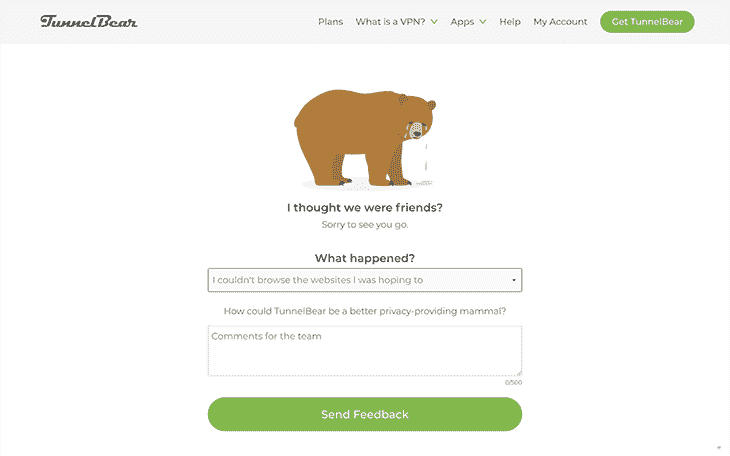 TunnelBear
Plans What is a VPN? Apps Help My Account Get TunnelBear
I thought we were friends?
Sorry to see you go.
What happened?
I couldn't browse the websites I was hoping to
How could TunnelBear be a better privacy-providing mammal?
Comments for the team
0/500
Send Feedback